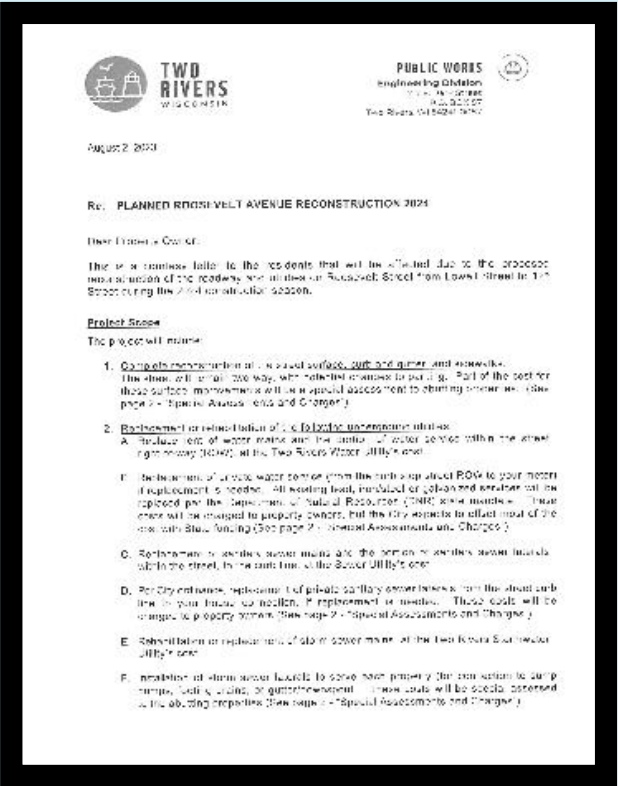 TWO
RIVERS
WISCONSIN
PUBLIC WORKS
Engineering Division
Two Rivers, WI 54241
August 2, 2023
Re: PLANNED ROOSEVELT AVENUE RECONSTRUCTION 2024
Dear Property Owner:
This is a courtesy letter to the residents that will be affected due to the proposed
reconstruction of the roadway and utilities on Roosevelt Street from Lowell Street to 12th
Street during the 2024 construction season.
Project Scope
The project will include:
1. Complete reconstruction of the street surface, curb and gutter, and sidewalks.
The street will remain two way, with potential changes to parking. Part of the cost for
these surface improvements will be a special assessment to abutting properties. (See
page 2 - "Special Assessments and Charges")
2. Replacement or rehabilitation of the following underground utilities:
A. Replacement of water mains and the portion of water service within the street
right-of-way (ROW), at the Two Rivers Water Utility's cost.
Replacement of private water service (from the curb stop street ROW to your meter)
if replacement is needed. All existing lead, iron/steel or galvanized services will be
replaced per the Department of Natural Resources (DNR) state mandate. These
costs will be charged to property owners, but the City expects to offset most of the
cost with State funding (See page 2 - "Special Assessments and Charges")
C. Replacement of sanitary sewer mains and the portion of sanitary sewer laterals
within the street, to the curb line, at the Sewer Utility's cost.
D. Per City ordinance, replacement of private sanitary sewer laterals from the street curb
line to your house connection, if replacement is needed. These costs will be
charged to property owners (See page 2 - "Special Assessments and Charges")
E. Rehabilitation or replacement of storm sewer mains, at the Two Rivers Stormwater
Utility's cost.
F. Installation of storm sewer laterals to serve each property (for connection to sump
pumps, footing drains, or gutter/downspout. These costs will be special assessed
to the abutting properties (See page 2 - "Special Assessments and Charges")